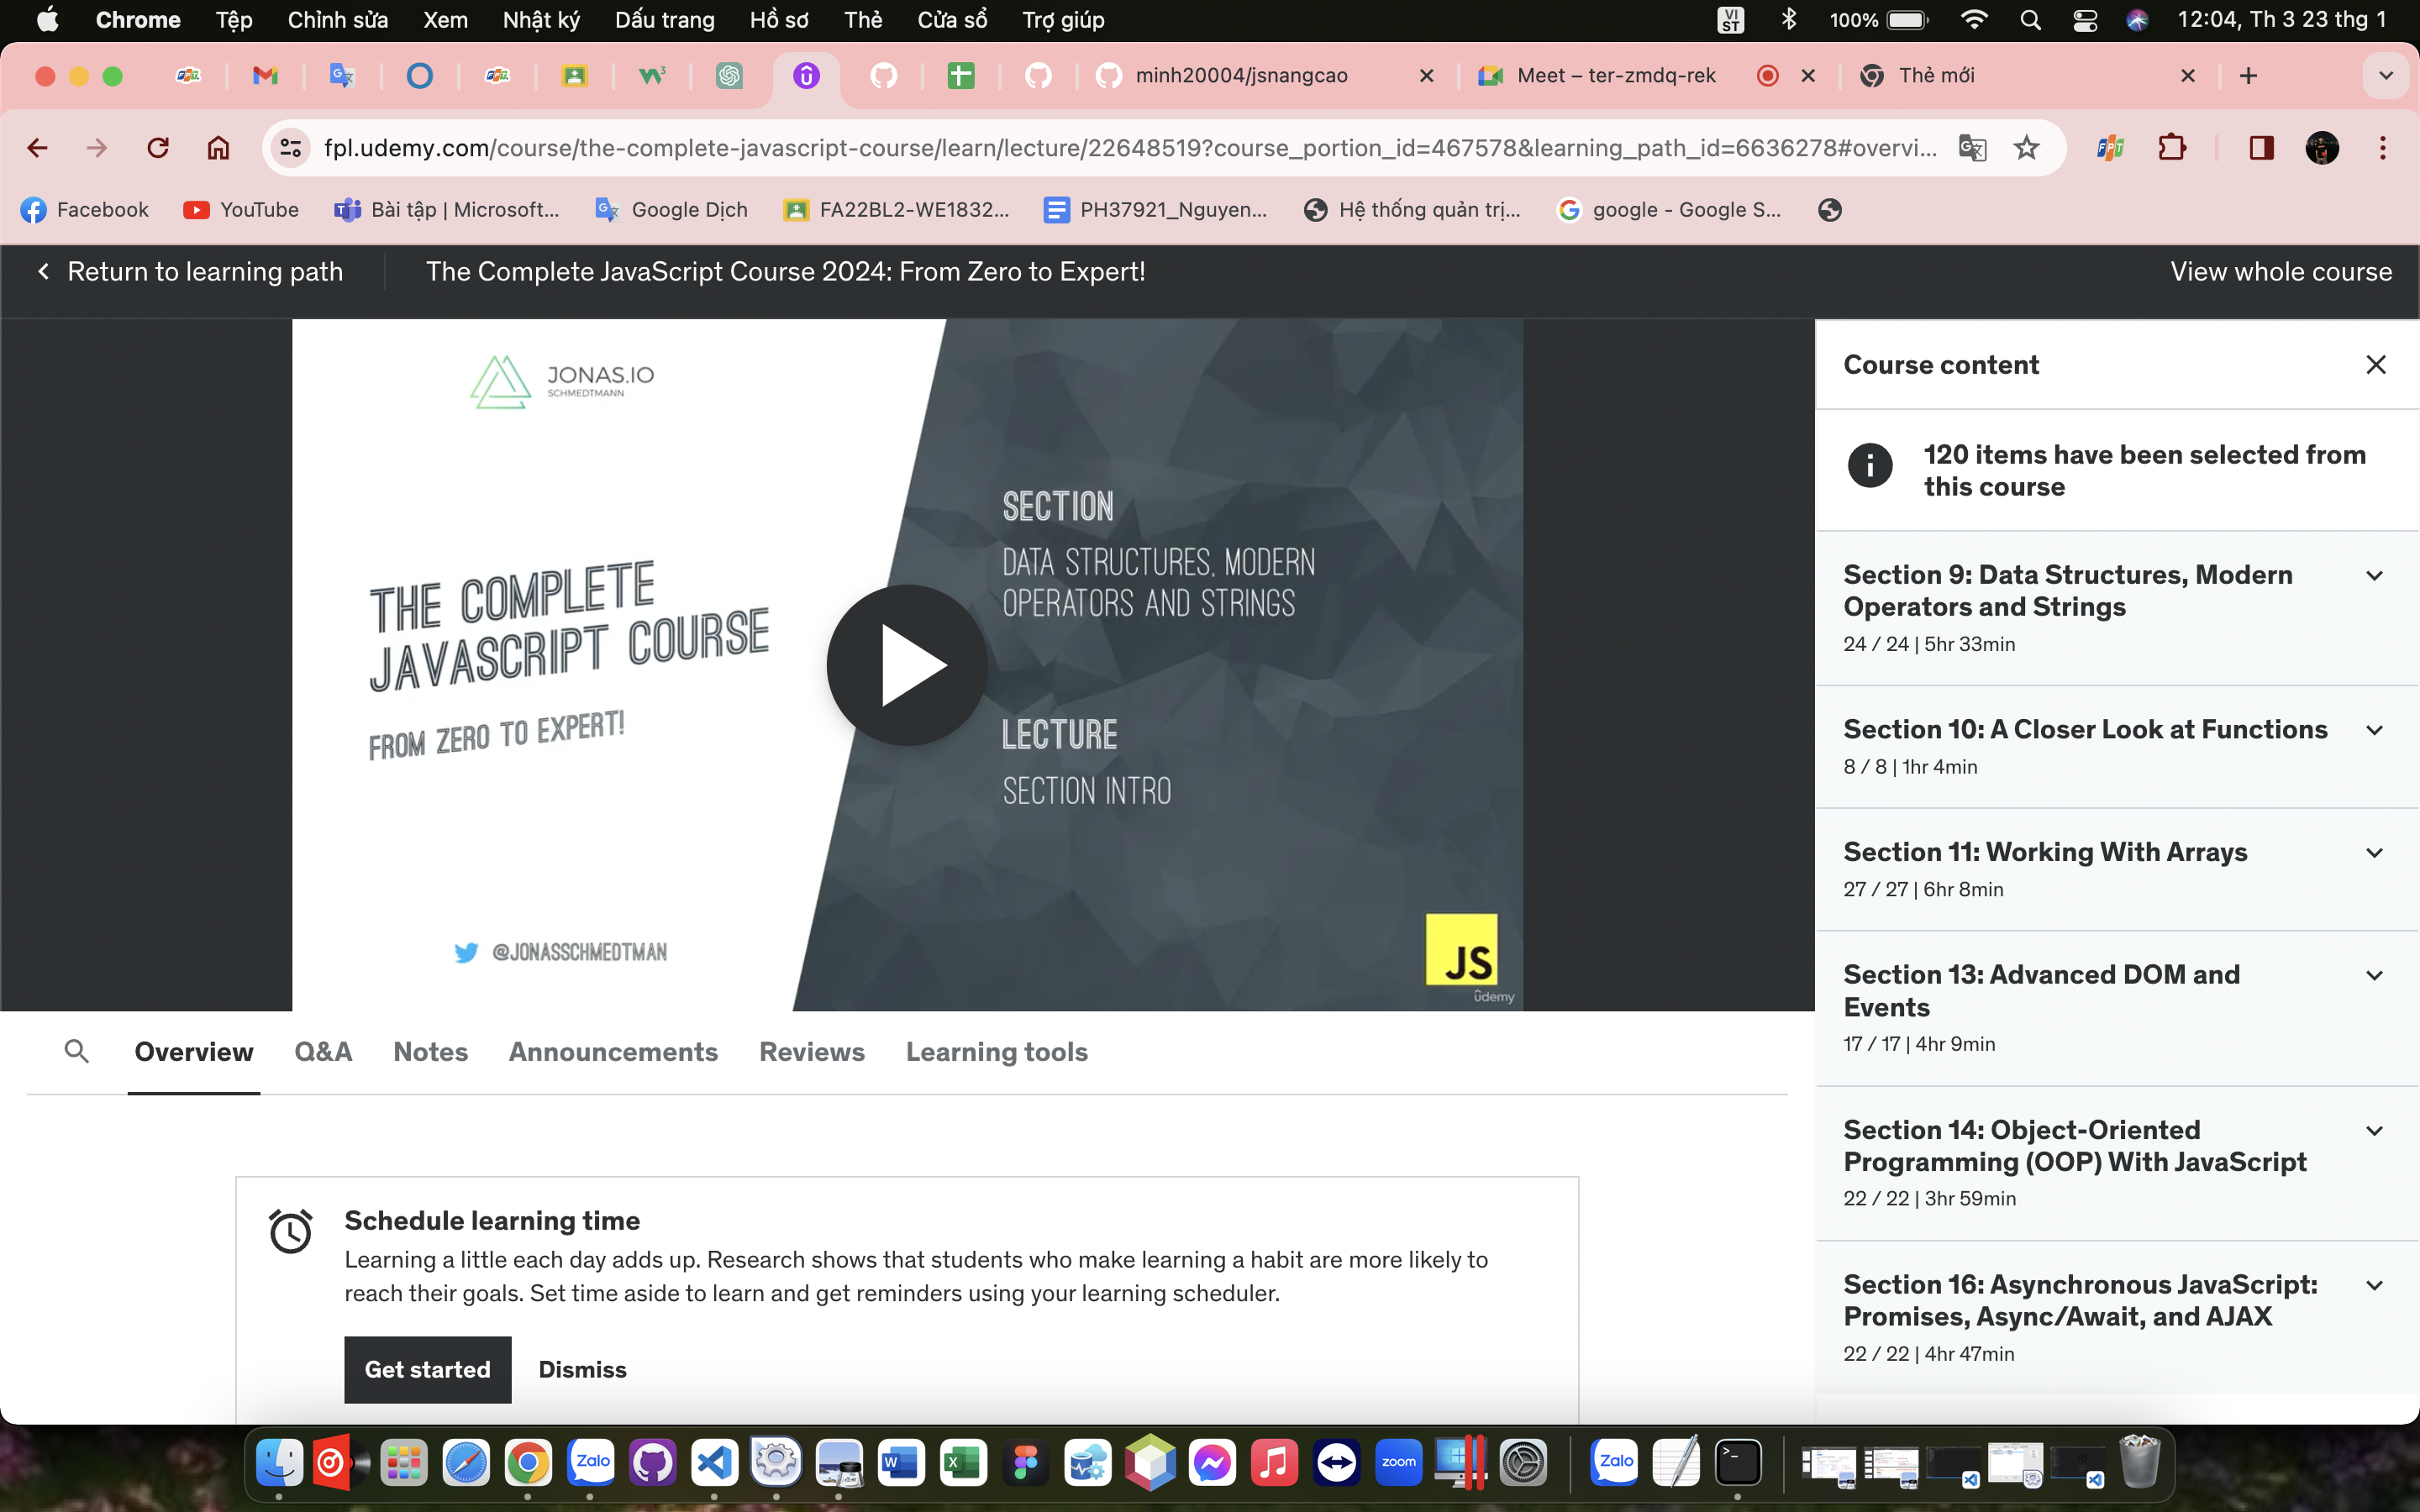 Chrome Tệp Chỉnh sửa Xem Nhật ký Dấu trang Hồ sơ Thẻ Cửa sổ Trợ giúp VI ST 100% 12:04, Th 3 23 thg 1
minh20004/jsnangcao Meet – ter-zmdq-rek Thẻ mới
fpl.udemy.com/course/the-complete-javascript-course/learn/lecture/22648519?course_portion_id=467578&learning_path_id=6636278#overvi...
Facebook YouTube Bài tập | Microsoft... Google Dịch FA22BL2-WE1832... PH37921_Nguyen... Hệ thống quản trị... google - Google S...
Return to learning path The Complete JavaScript Course 2024: From Zero to Expert! View whole course
JONAS.IO
SCHMEDTMANN
THE COMPLETE
JAVASCRIPT COURSE
FROM ZERO TO EXPERT!
@JONASSCHMEDTMAN
SECTION
DATA STRUCTURES, MODERN
OPERATORS AND STRINGS
LECTURE
SECTION INTRO
JS
ûdemy
Course content
120 items have been selected from
this course
Section 9: Data Structures, Modern
Operators and Strings
24 / 24 | 5hr 33min
Section 10: A Closer Look at Functions
8 / 8 | 1hr 4min
Section 11: Working With Arrays
27 / 27 | 6hr 8min
Section 13: Advanced DOM and
Events
17 / 17 | 4hr 9min
Section 14: Object-Oriented
Programming (OOP) With JavaScript
22 / 22 | 3hr 59min
Section 16: Asynchronous JavaScript:
Promises, Async/Await, and AJAX
22 / 22 | 4hr 47min
Overview Q&A Notes Announcements Reviews Learning tools
Schedule learning time
Learning a little each day adds up. Research shows that students who make learning a habit are more likely to
reach their goals. Set time aside to learn and get reminders using your learning scheduler.
Get started Dismiss
Zalo W X zoom Zalo